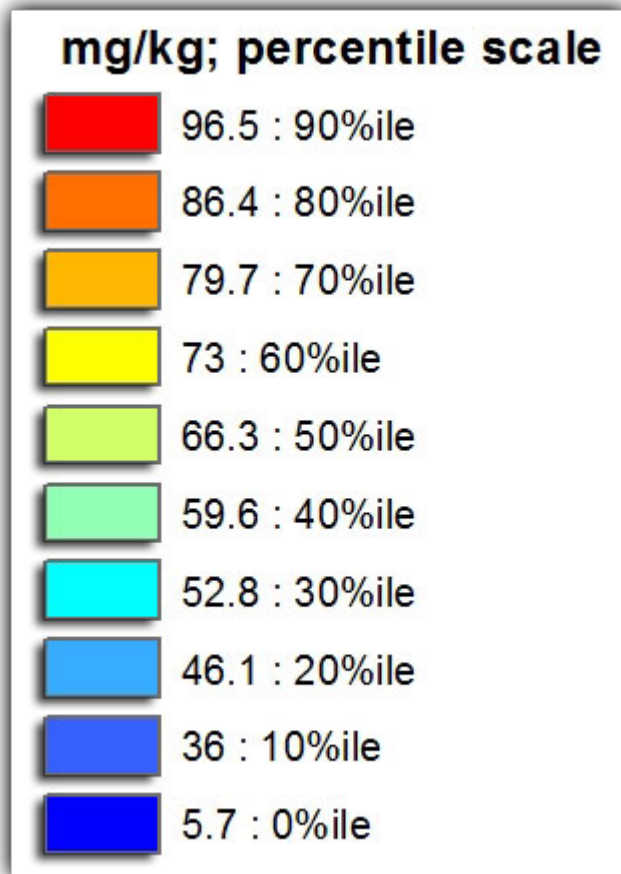 mg/kg; percentile scale
96.5 : 90%ile
86.4 : 80%ile
79.7 : 70%ile
73 : 60%ile
66.3 : 50%ile
59.6 : 40%ile
52.8 : 30%ile
46.1 : 20%ile
36 : 10%ile
5.7 : 0%ile